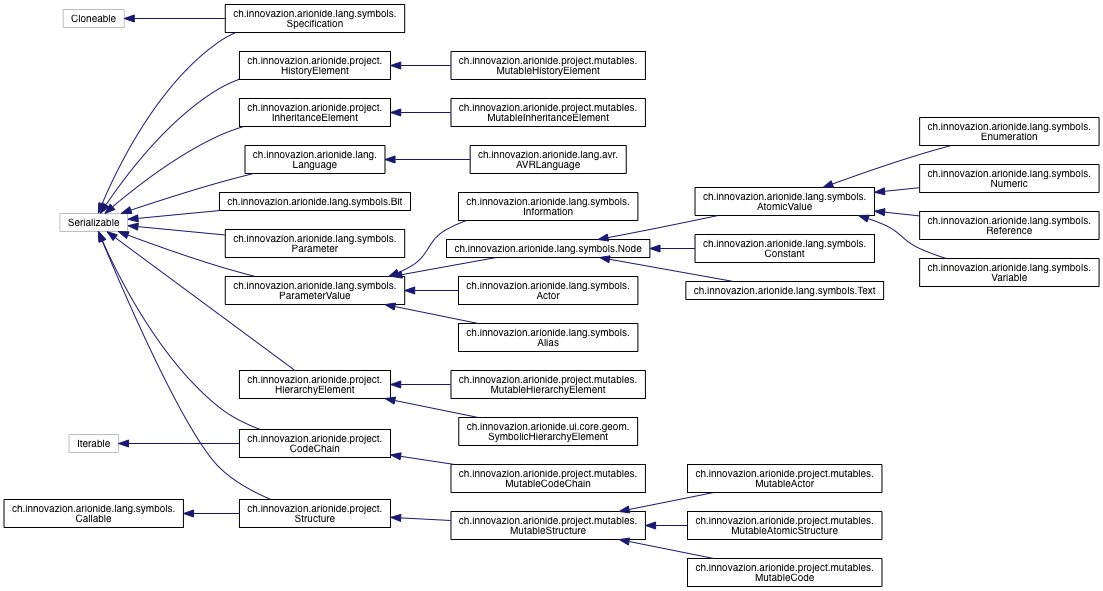 Cloneable
ch.innovazion.arionide.lang.symbols.
Specification
ch.innovazion.arionide.project.
HistoryElement
ch.innovazion.arionide.project.mutables.
MutableHistoryElement
ch.innovazion.arionide.project.
InheritanceElement
ch.innovazion.arionide.project.mutables.
MutableInheritanceElement
ch.innovazion.arionide.lang.
Language
ch.innovazion.arionide.lang.avr.
AVRLanguage
ch.innovazion.arionide.lang.symbols.
Enumeration
ch.innovazion.arionide.lang.symbols.
Numeric
ch.innovazion.arionide.lang.symbols.
AtomicValue
ch.innovazion.arionide.lang.symbols.Bit
ch.innovazion.arionide.lang.symbols.
Information
Serializable
ch.innovazion.arionide.lang.symbols.
Reference
ch.innovazion.arionide.lang.symbols.
Parameter
ch.innovazion.arionide.lang.symbols.Node
ch.innovazion.arionide.lang.symbols.
Constant
ch.innovazion.arionide.lang.symbols.
Variable
ch.innovazion.arionide.lang.symbols.
ParameterValue
ch.innovazion.arionide.lang.symbols.
Actor
ch.innovazion.arionide.lang.symbols.Text
ch.innovazion.arionide.lang.symbols.
Alias
ch.innovazion.arionide.project.
HierarchyElement
ch.innovazion.arionide.project.mutables.
MutableHierarchyElement
ch.innovazion.arionide.ui.core.geom.
SymbolicHierarchyElement
Iterable
ch.innovazion.arionide.project.
CodeChain
ch.innovazion.arionide.project.mutables.
MutableCodeChain
ch.innovazion.arionide.project.mutables.
MutableActor
ch.innovazion.arionide.lang.symbols.
Callable
ch.innovazion.arionide.project.
Structure
ch.innovazion.arionide.project.mutables.
MutableStructure
ch.innovazion.arionide.project.mutables.
MutableAtomicStructure
ch.innovazion.arionide.project.mutables.
MutableCode